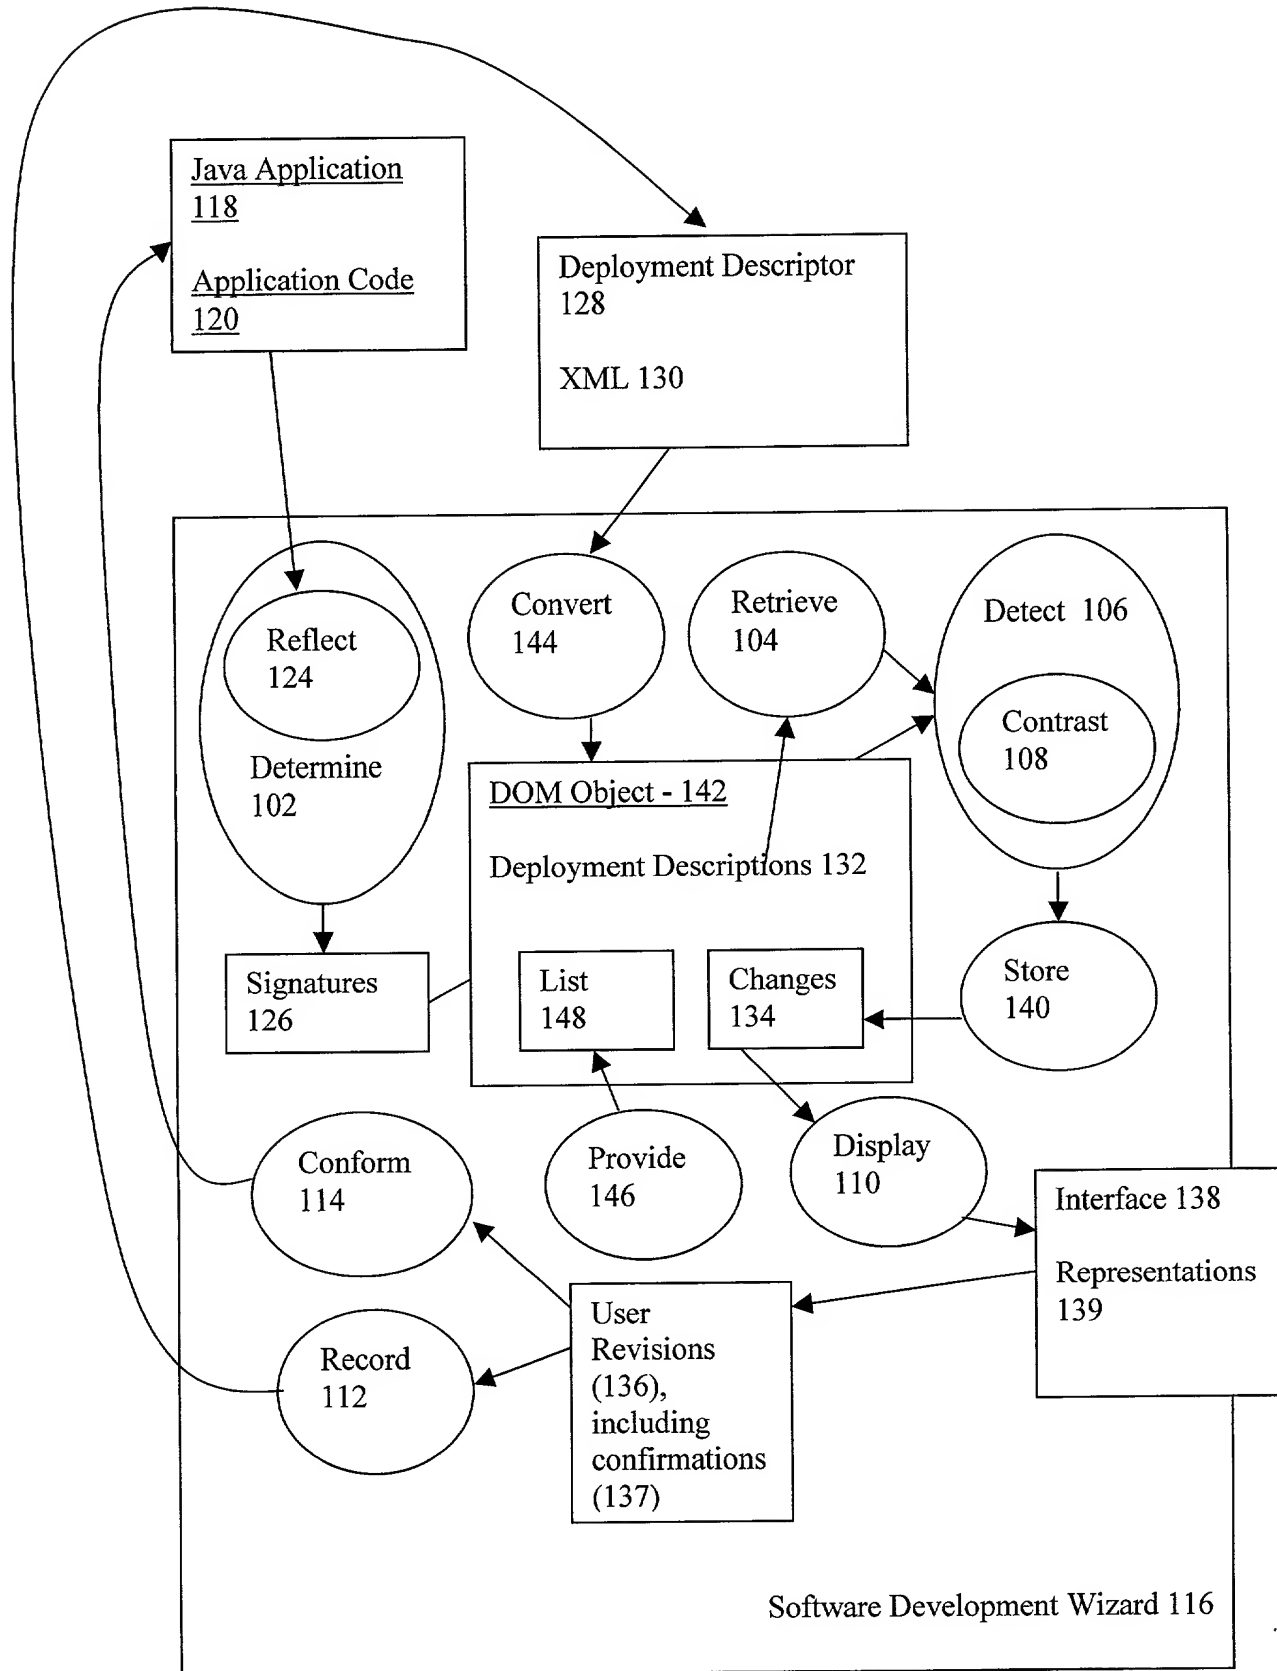 Java Application
118
Application Code
120
Deployment Descriptor
128
XML 130
Reflect
124
Determine
102
Convert
144
Retrieve
104
Detect 106
Contrast
108
DOM Object - 142
Deployment Descriptions 132
Signatures
126
List
148
Changes
134
Store
140
Conform
114
Provide
146
Display
110
Interface 138
Representations
139
Record
112
User
Revisions
(136),
including
confirmations
(137)
Software Development Wizard 116